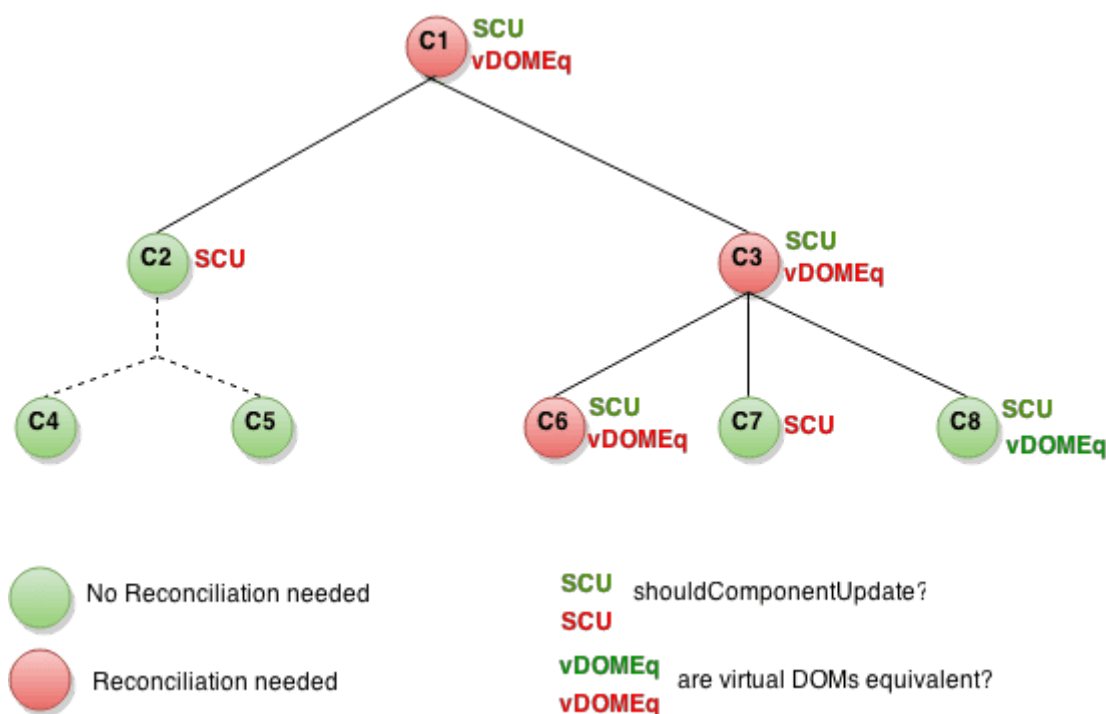 C1 SCU
vDOMEq
C2 SCU
C3 SCU
vDOMEq
C4
C5
C6 SCU
vDOMEq
C7 SCU
C8 SCU
vDOMEq
No Reconciliation needed
Reconciliation needed
SCU shouldComponentUpdate?
SCU
vDOMEq are virtual DOMs equivalent?
vDOMEq